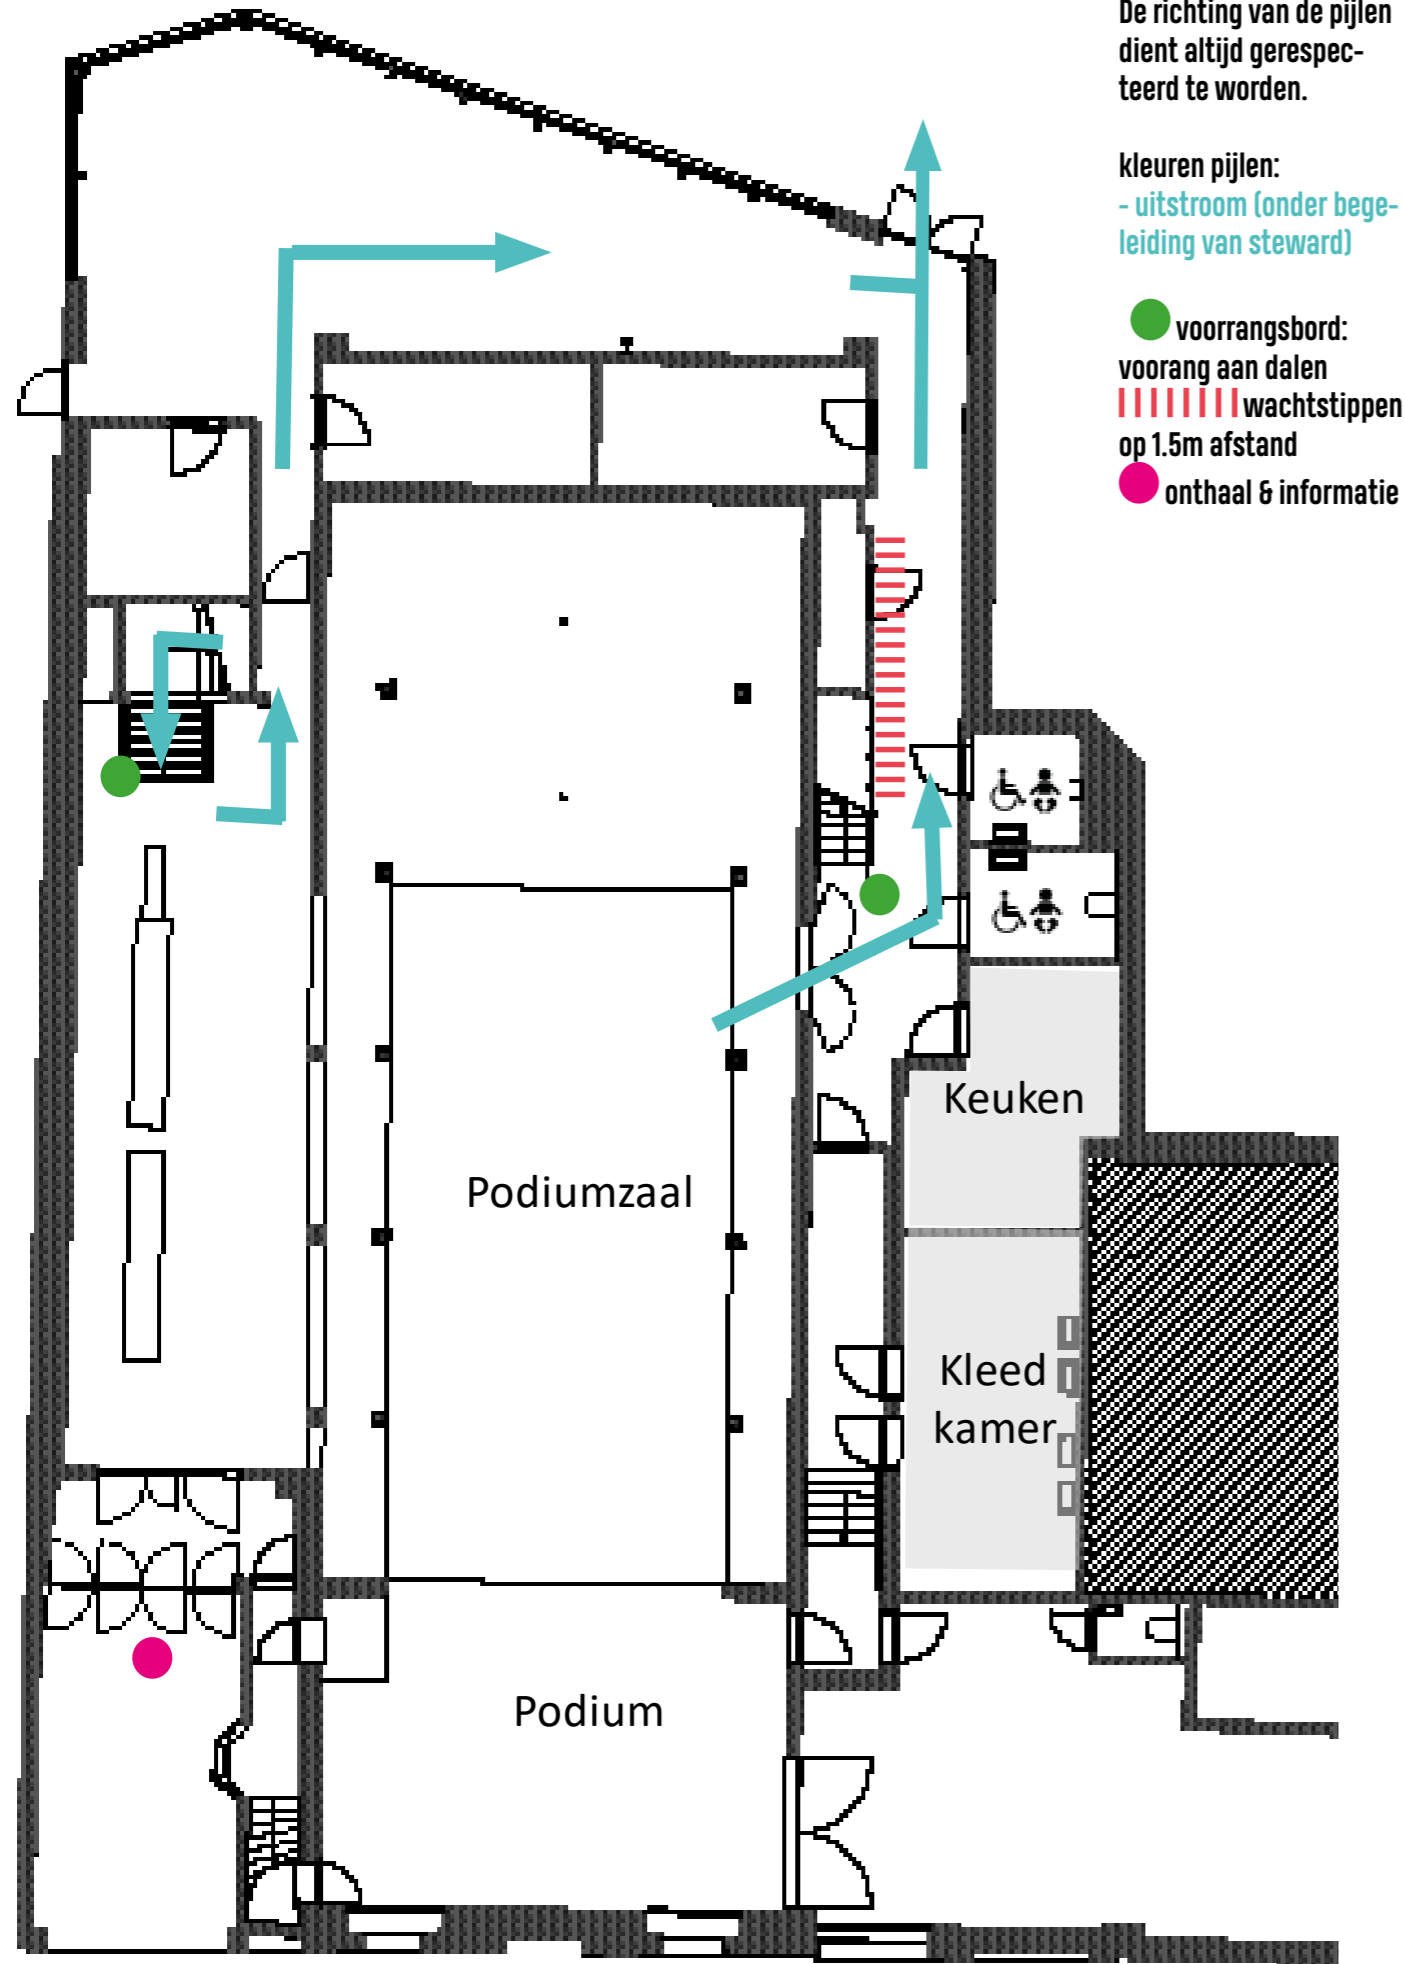 De richting van de pijlen
dient altijd gerespec-
teerd te worden.
kleuren pijlen:
- uitstroom (onder bege-
leiding van steward)
voorrangsbord:
voorang aan dalen
wachtstippen
op 1.5m afstand
onthaal & informatie
Keuken
Podiumzaal
Kleed
kamer
Podium